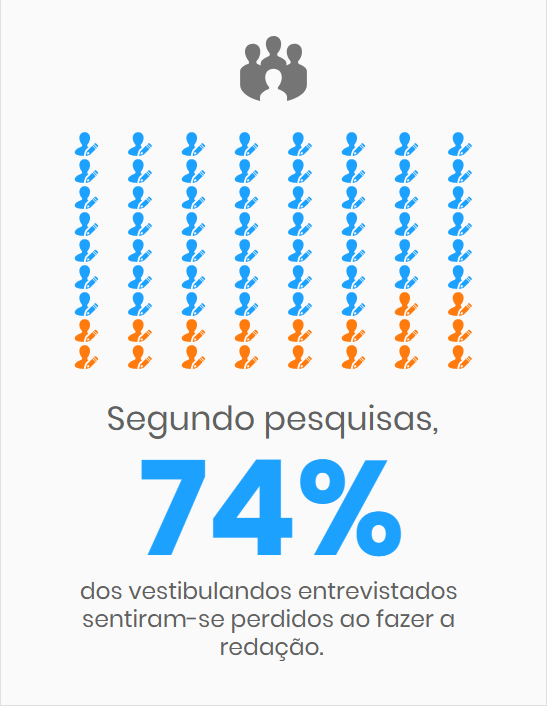 Segundo pesquisas,
74%
dos vestibulandos entrevistados
sentiram-se perdidos ao fazer a
redação.